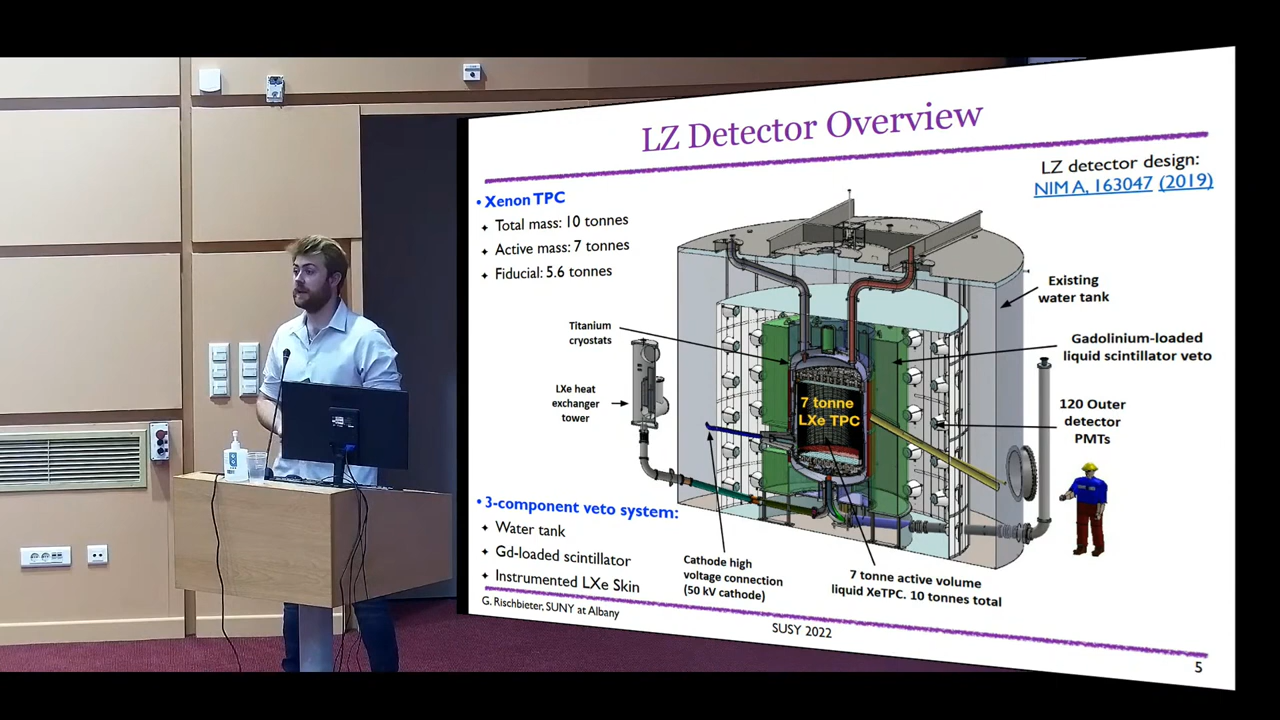 LZ Detector Overview
LZ detector design:
NIM A, 163047 (2019)
• Xenon TPC
Total mass: 10 tonnes
Active mass: 7 tonnes
Fiducial: 5.6 tonnes
Existing
water tank
Titanium
cryostats
Gadolinium-loaded
liquid scintillator veto
LXe heat
exchanger
tower
7 tonne
LXe TPC
120 Outer
detector
PMTs
• 3-component veto system:
Water tank
Gd-loaded scintillator
Instrumented LXe Skin
Cathode high
voltage connection
(50 kV cathode)
7 tonne active volume
liquid XeTPC. 10 tonnes total
G. Rischbieter, SUNY at Albany
SUSY 2022
5